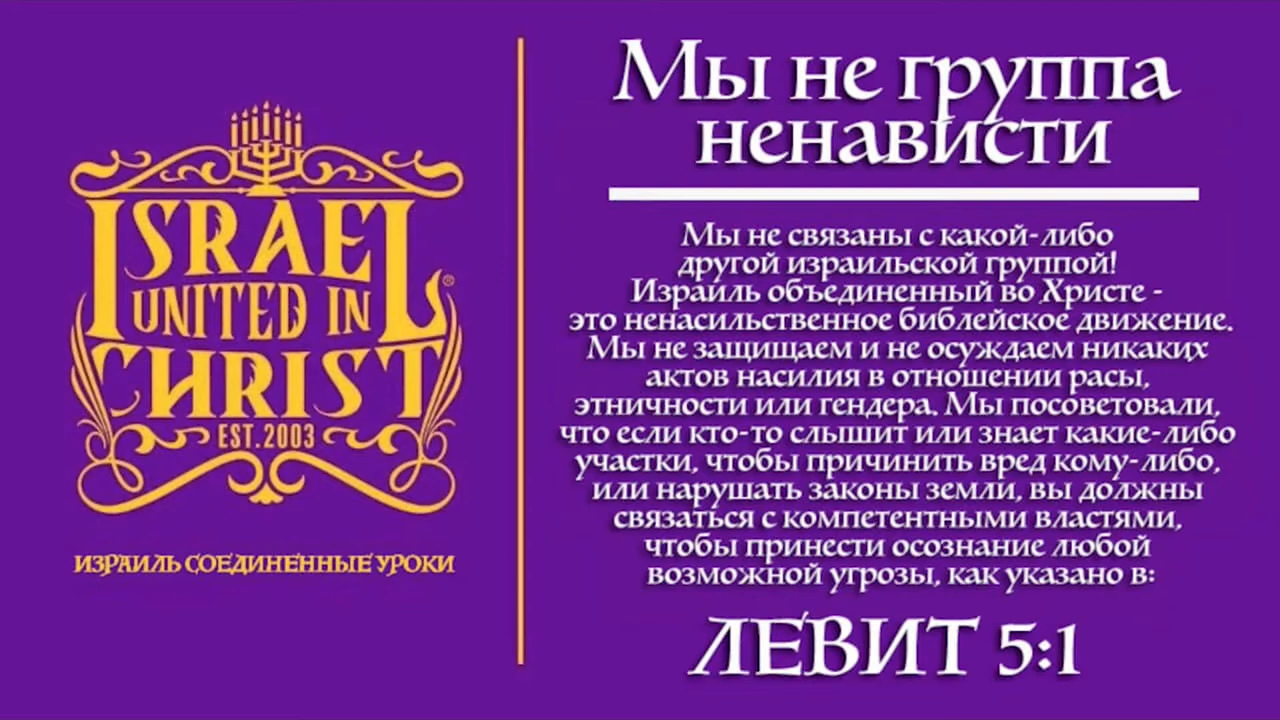 ISRAEL
UNITED IN
CHRIST
EST. 2003
ИЗРАИЛЬ СОЕДИНЕННЫЕ УРОКИ
Мы не группа
ненависти
Мы не связаны с какой-либо
другой израильской группой!
Израиль объединенный во Христе -
это ненасильственное библейское движение.
Мы не защищаем и не осуждаем никаких
актов насилия в отношении расы,
этничности или гендера. Мы посоветовали,
что если кто-то слышит или знает какие-либо
участки, чтобы причинить вред кому-либо,
или нарушать законы земли, вы должны
связаться с компетентными властями,
чтобы принести осознание любой
возможной угрозы, как указано в:
ЛЕВИТ 5:1